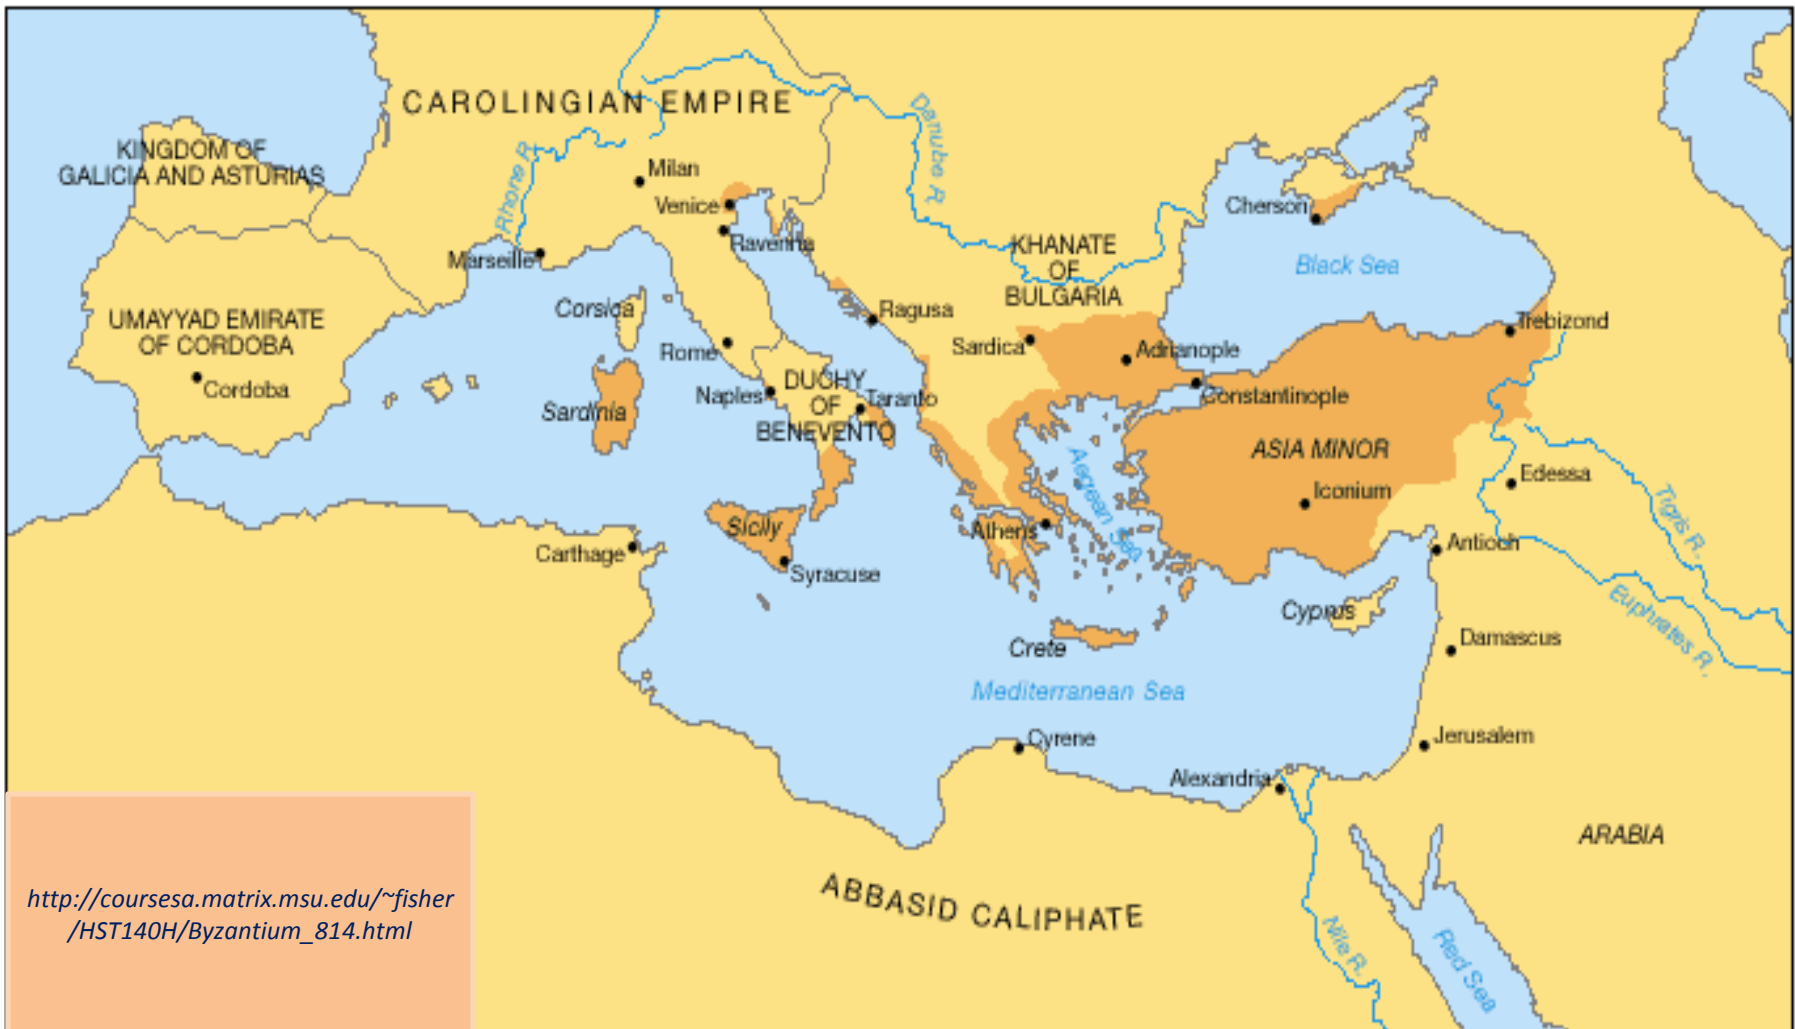 CAROLINGIAN EMPIRE
Danube R.
KINGDOM OF
GALICIA AND ASTURIAS
Rhone R.
Milan
Venice
Cherson
Ravenna
KHANATE
OF
BULGARIA
Black Sea
Marseille
Corsica
UMAYYAD EMIRATE
OF CORDOBA
Ragusa
Trebizond
Rome
Sardica
Adrianople
Cordoba
Naples
DUCHY
OF
BENEVENTO
Taranto
Constantinople
Sardinia
ASIA MINOR
Aegean Sea
Edessa
Iconium
Tigris R.
Sicily
Athens
Carthage
Antioch
Syracuse
Cyprus
Euphrates R.
Crete
Damascus
Mediterranean Sea
Cyrene
Jerusalem
Alexandria
ARABIA
ABBASID CALIPHATE
Nile R.
Red Sea
http://coursesa.matrix.msu.edu/~fisher
/HST140H/Byzantium_814.html